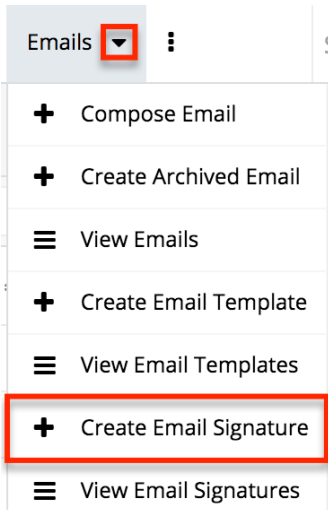 Emails
Compose Email
Create Archived Email
View Emails
Create Email Template
View Email Templates
Create Email Signature
View Email Signatures